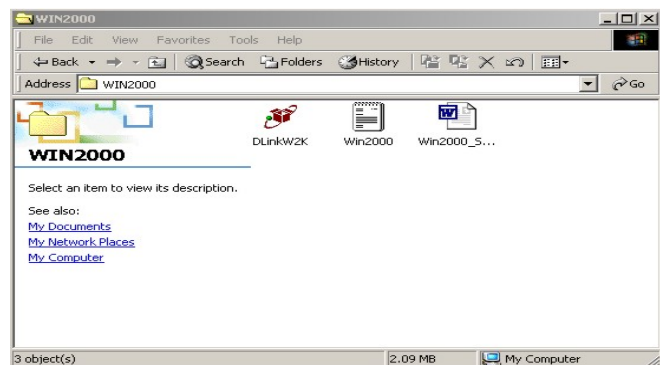 WIN2000
File Edit View Favorites Tools Help
Back Search Folders History
Address WIN2000 Go
DLinkW2K Win2000 Win2000_S...
WIN2000
Select an item to view its description.
See also:
My Documents
My Network Places
My Computer
3 object(s) 2.09 MB My Computer